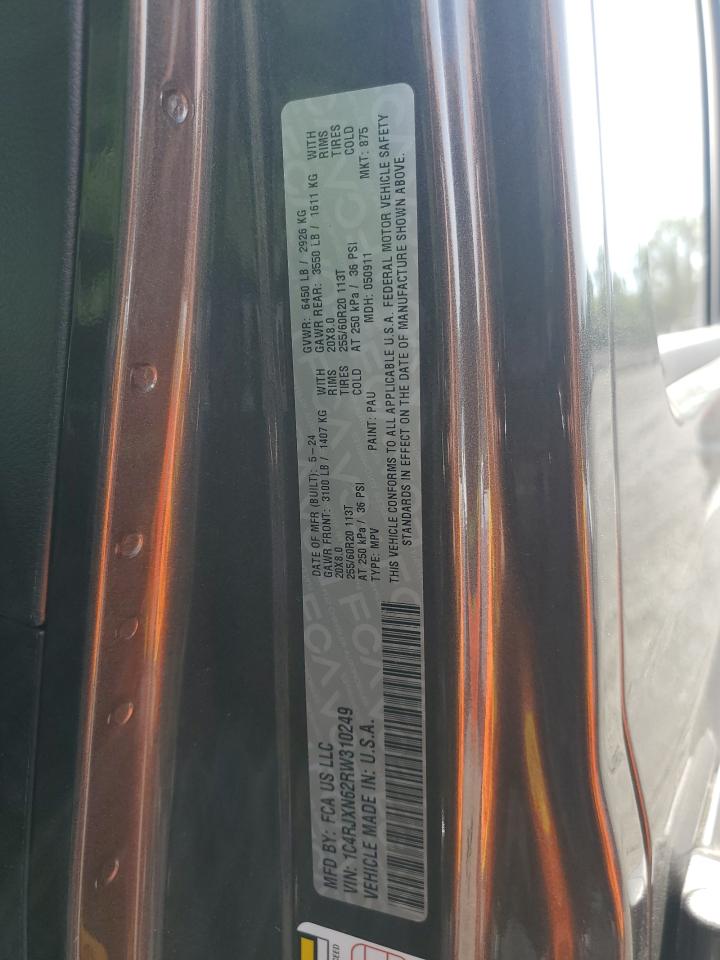 MFD BY: FCA US LLC
VIN: 1C4RJXN62RW310249
VEHICLE MADE IN: U.S.A.
DATE OF MFR (BUILT): 5-24 GVWR: 6450 LB / 2926 KG
GAWR FRONT: 3100 LB / 1407 KG WITH GAWR REAR: 3550 LB / 1611 KG WITH
20X8.0 RIMS 20X8.0 RIMS
255/60R20 113T TIRES 255/60R20 113T TIRES
AT 250 kPa / 36 PSI COLD AT 250 kPa / 36 PSI COLD
TYPE: MPV PAINT: PAU MDH: 050911 MKT: 875
THIS VEHICLE CONFORMS TO ALL APPLICABLE U.S.A. FEDERAL MOTOR VEHICLE SAFETY
STANDARDS IN EFFECT ON THE DATE OF MANUFACTURE SHOWN ABOVE.